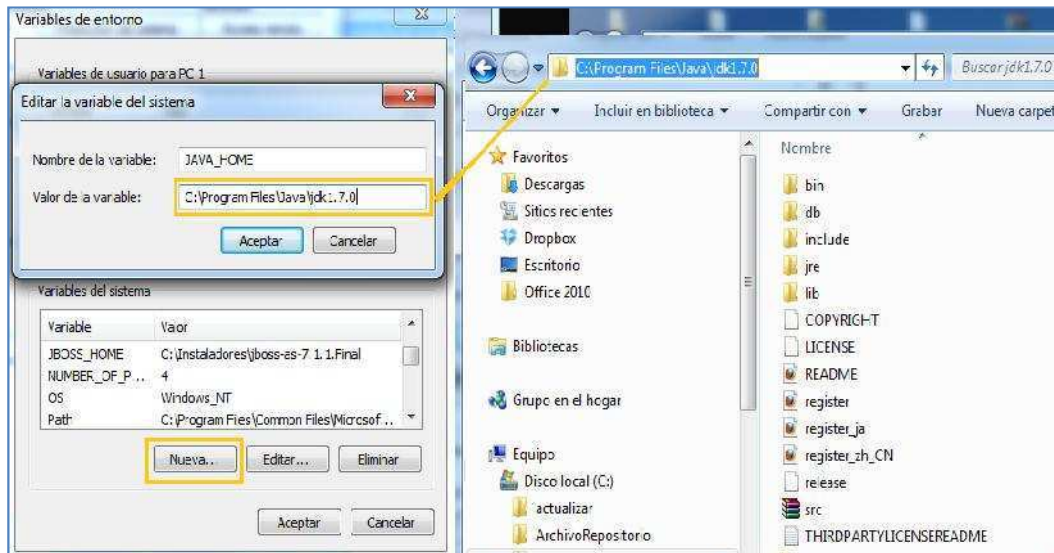 Variables de entorno
Variables de usuario para PC 1
Editar la variable del sistema
Nombre de la variable: JAVA_HOME
Valor de la variable: C:\Program Files\Java\jdk1.7.0
Aceptar Cancelar
Variables del sistema
Variable Valor
JBOSS_HOME C:\Instaladores\jboss-as-7.1.1.Final
NUMBER_OF_P... 4
OS Windows_NT
Path C:\Program Files\Common Files\Microsof...
Nueva... Editar... Eliminar
Aceptar Cancelar
C:\Program Files\Java\jdk1.7.0
Buscar jdk1.7.0
Organizar Incluir en biblioteca Compartir con Grabar Nueva carpet
Favoritos
Descargas
Sitios recientes
Dropbox
Escritorio
Office 2010
Bibliotecas
Grupo en el hogar
Equipo
Disco local (C:)
actualizar
ArchivoRepositorio
Nombre
bin
db
include
jre
lib
COPYRIGHT
LICENSE
README
register
register_ja
register_zh_CN
release
src
THIRDPARTYLICENSEREADME